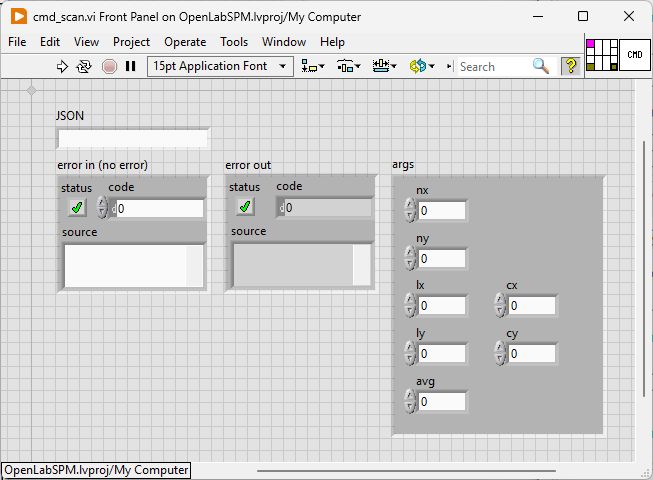 cmd_scan.vi Front Panel on OpenLabSPM.lvproj/My Computer
File Edit View Project Operate Tools Window Help
15pt Application Font
Search
?
CMD
JSON
error in (no error)
status code
0
source
error out
status code
0
source
args
nx
0
ny
0
lx cx
0 0
ly cy
0 0
avg
0
OpenLabSPM.lvproj/My Computer